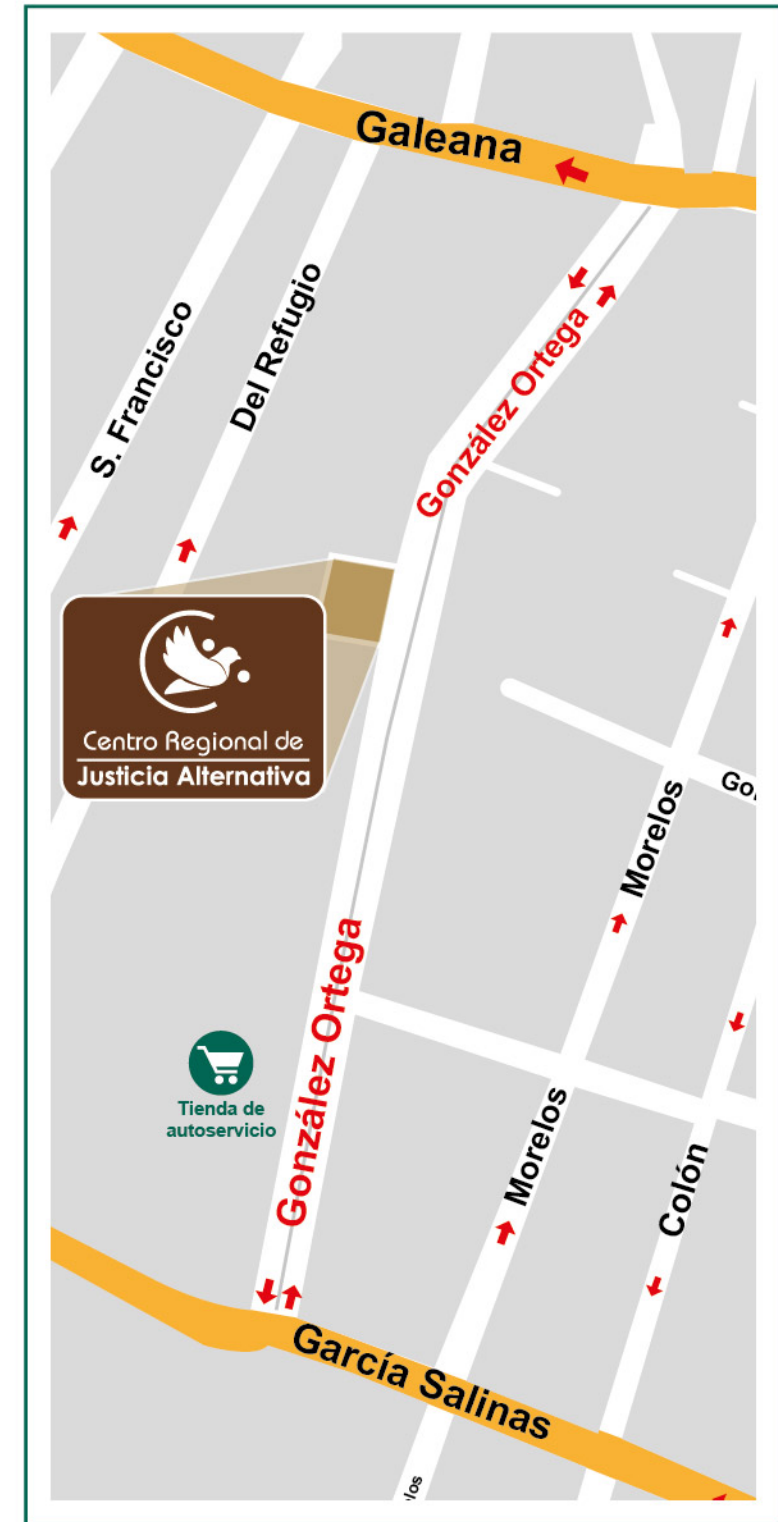 Galeana
S. Francisco
Del Refugio
González Ortega
Centro Regional de
Justicia Alternativa
Morelos
González Ortega
Tienda de
autoservicio
Morelos
Colón
García Salinas